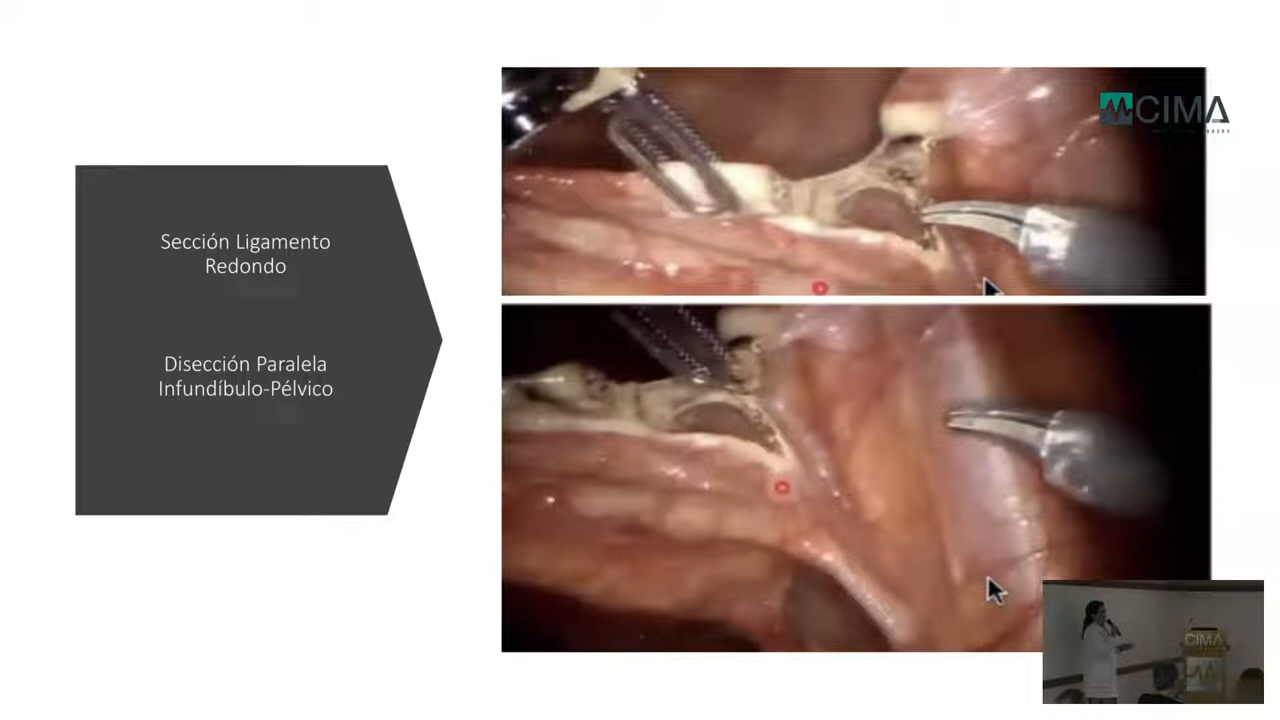 Sección Ligamento
Redondo
Disección Paralela
Infundíbulo-Pélvico
CIMA
CIMA